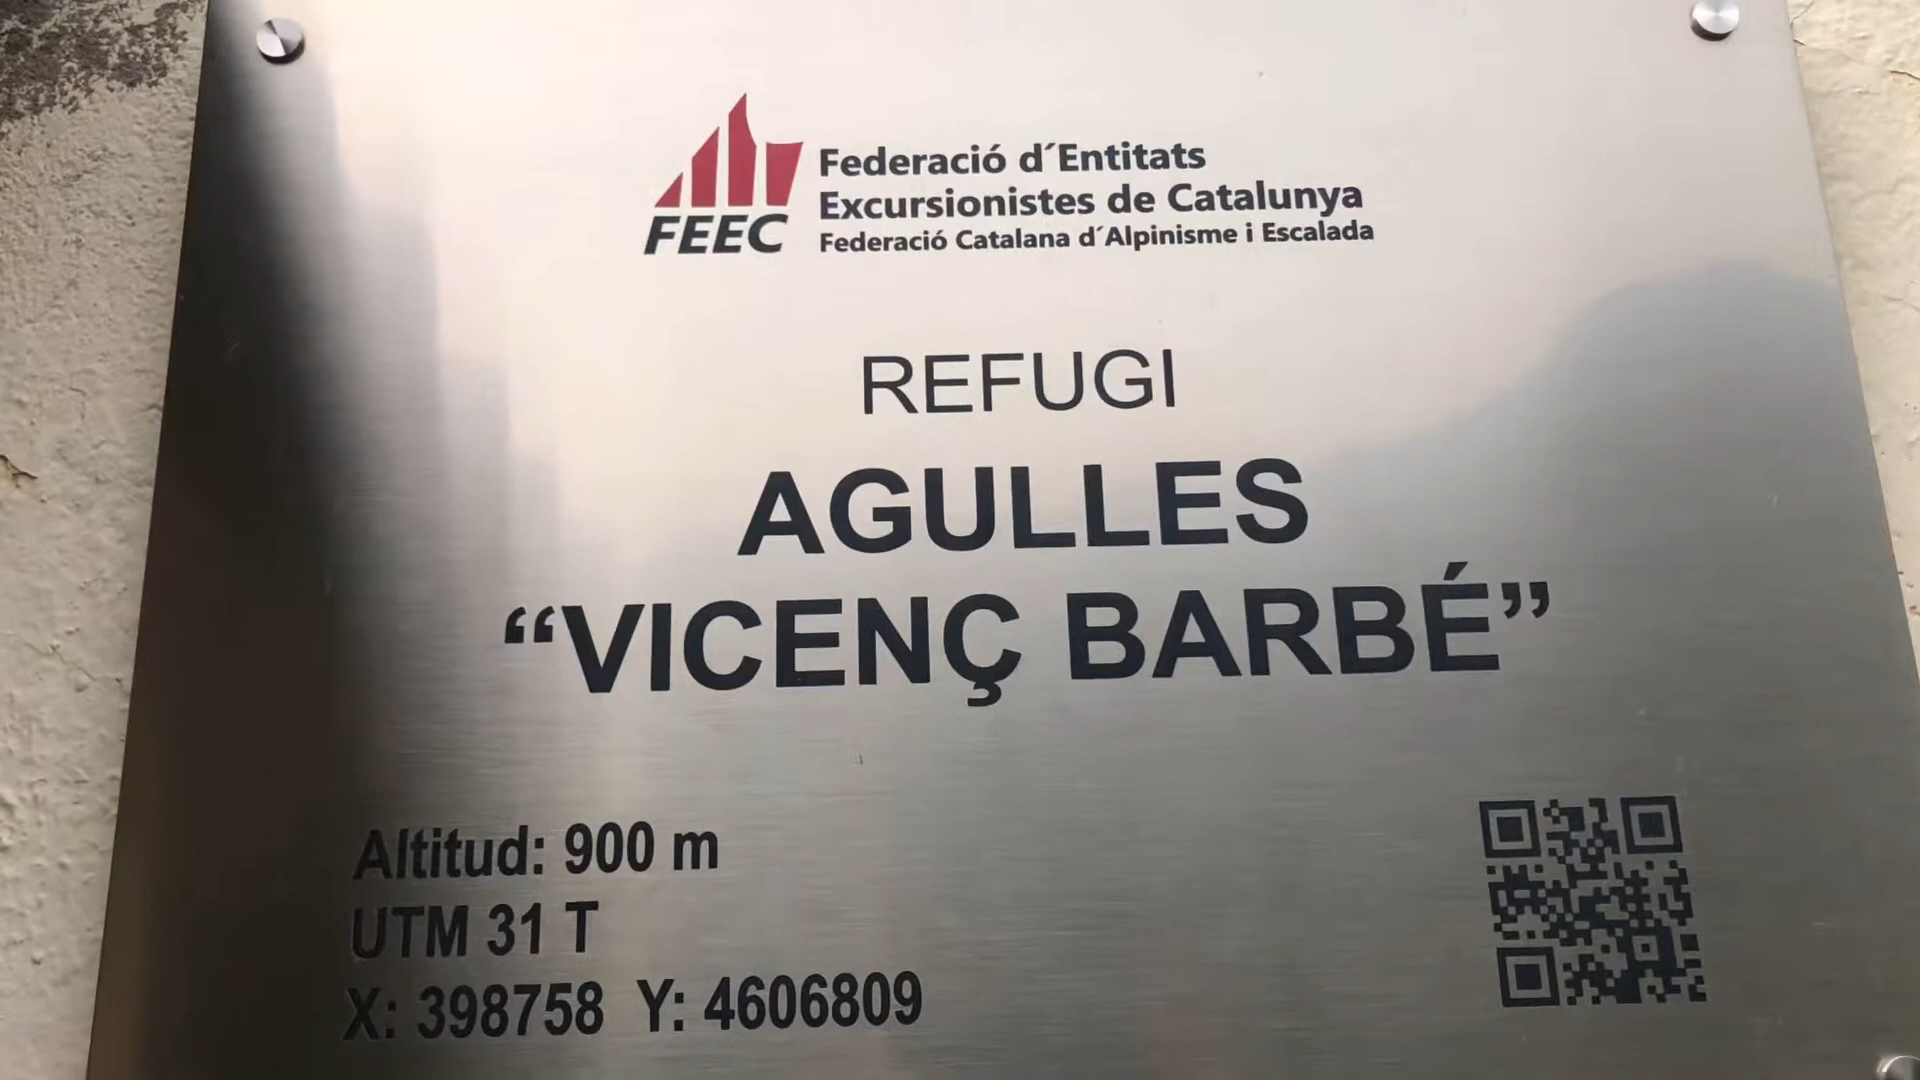 Federació d´Entitats
Excursionistes de Catalunya
Federació Catalana d´Alpinisme i Escalada
FEEC
REFUGI
AGULLES
“VICENÇ BARBÉ”
Altitud: 900 m
UTM 31 T
X: 398758 Y: 4606809